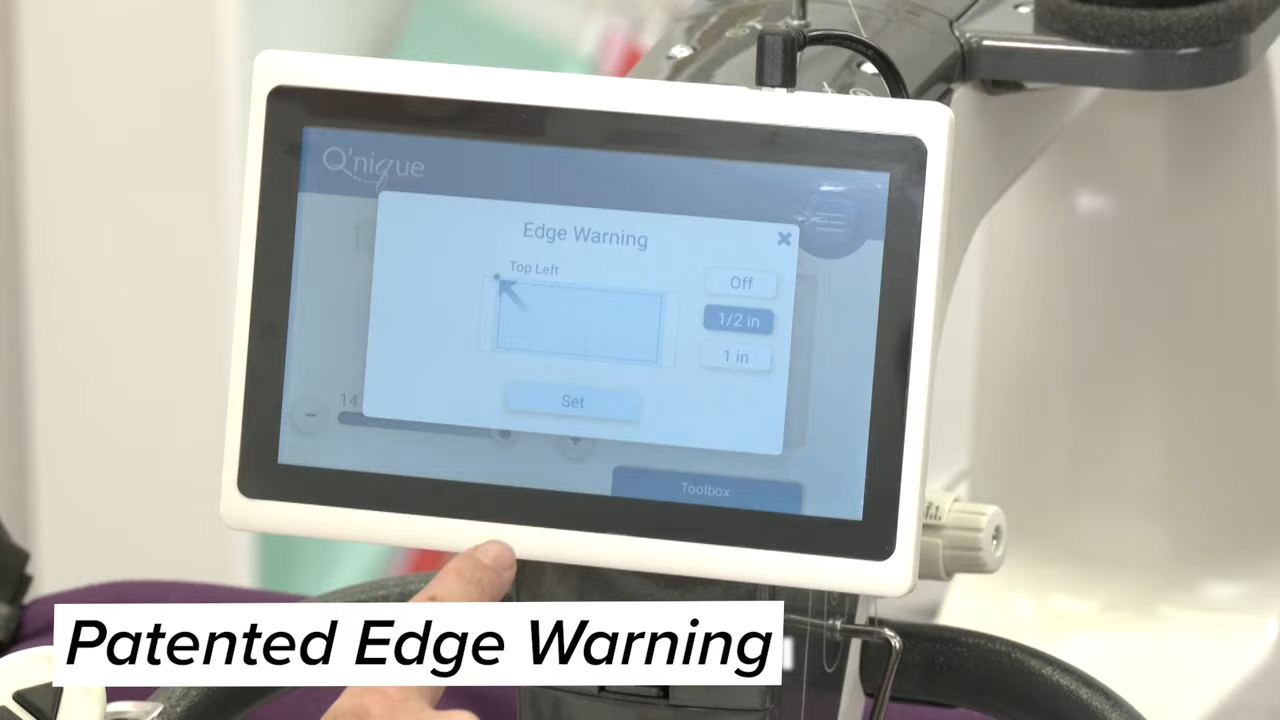 Q'nique
Edge Warning
Top Left
Off
1/2 in
1 in
Set
14
Toolbox
Patented Edge Warning